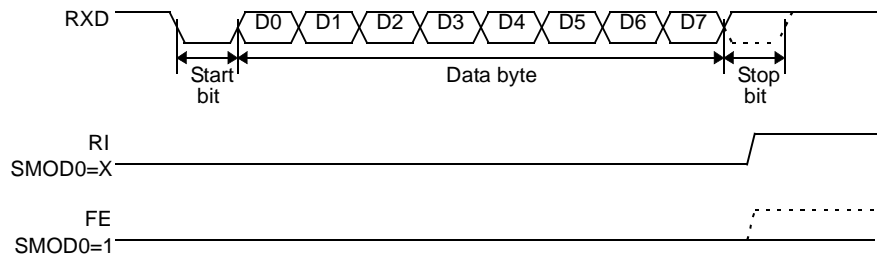 RXD
D0 D1 D2 D3 D4 D5 D6 D7
Start
bit
Data byte
Stop
bit
RI
SMOD0=X
FE
SMOD0=1